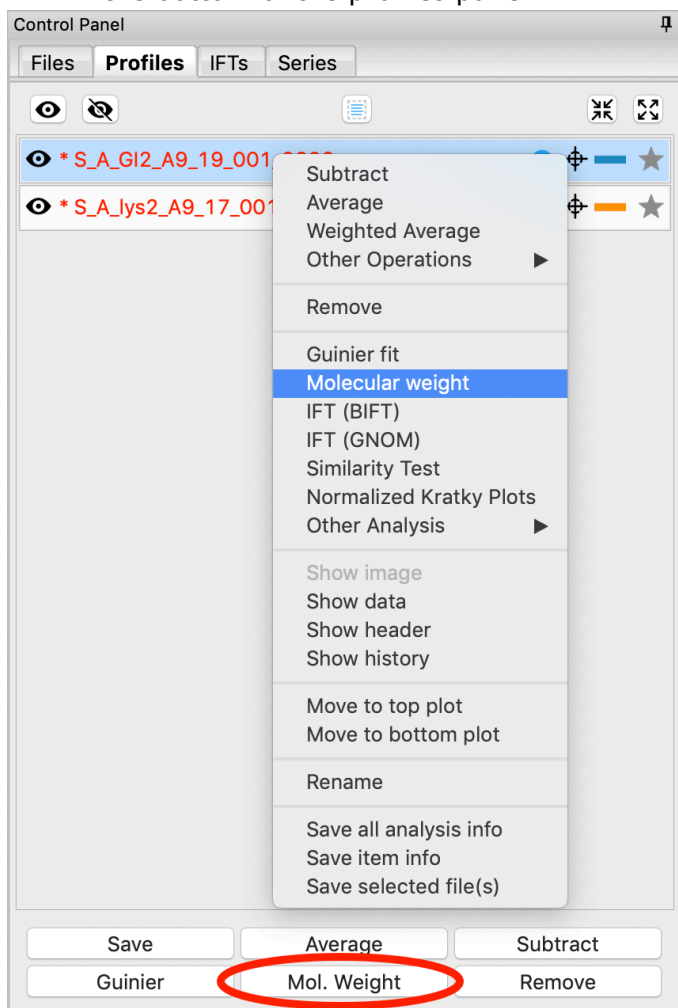 Control Panel
Files Profiles IFTs Series
* S_A_GI2_A9_19_001
* S_A_lys2_A9_17_001
Subtract
Average
Weighted Average
Other Operations
Remove
Guinier fit
Molecular weight
IFT (BIFT)
IFT (GNOM)
Similarity Test
Normalized Kratky Plots
Other Analysis
Show image
Show data
Show header
Show history
Move to top plot
Move to bottom plot
Rename
Save all analysis info
Save item info
Save selected file(s)
Save Average Subtract
Guinier Mol. Weight Remove